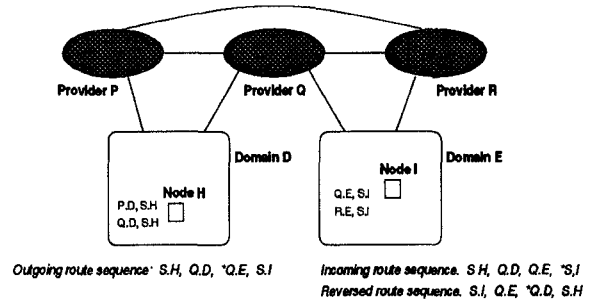 Provider P
Provider Q
Provider R
Domain D
Domain E
Node H
P.D, S.H
Q.D, S.H
Node I
Q.E, S.I
R.E, S.I
Outgoing route sequence: S.H, Q.D, *Q.E, S.I
Incoming route sequence. S H, Q.D, Q.E, *S,I
Reversed route sequence. S.I, Q.E, *Q.D, S.H